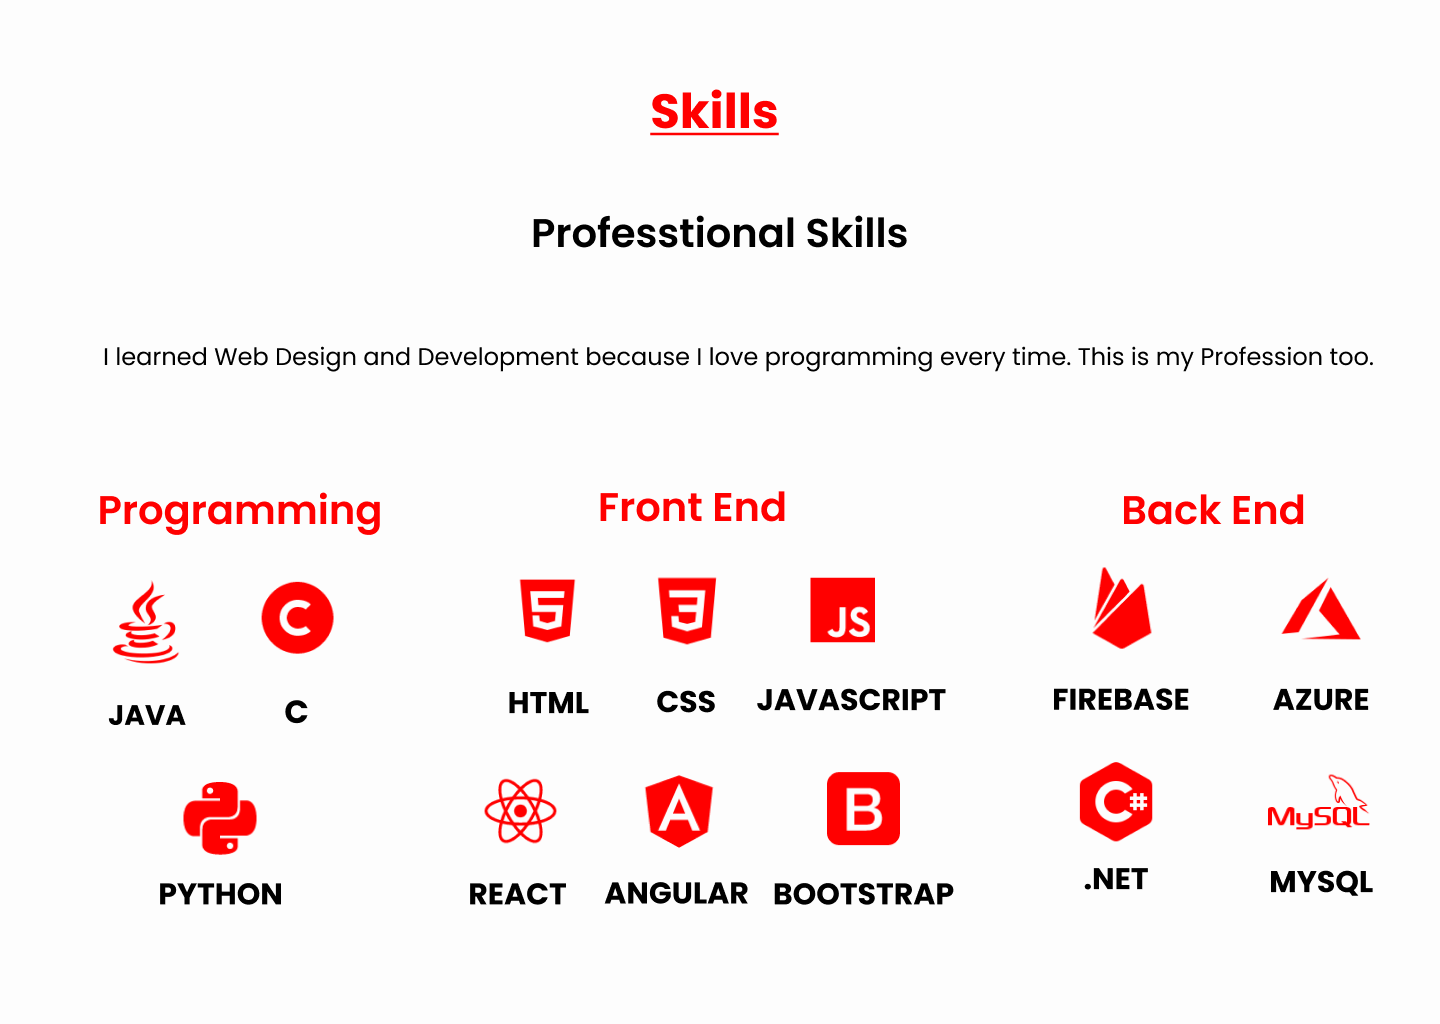 Skills
Professtional Skills
I learned Web Design and Development because I love programming every time. This is my Profession too.
Programming
Front End
Back End
C
5
3
JS
JAVA
C
HTML
CSS
JAVASCRIPT
FIREBASE
AZURE
A
B
C#
MySQL
PYTHON
REACT
ANGULAR
BOOTSTRAP
.NET
MYSQL